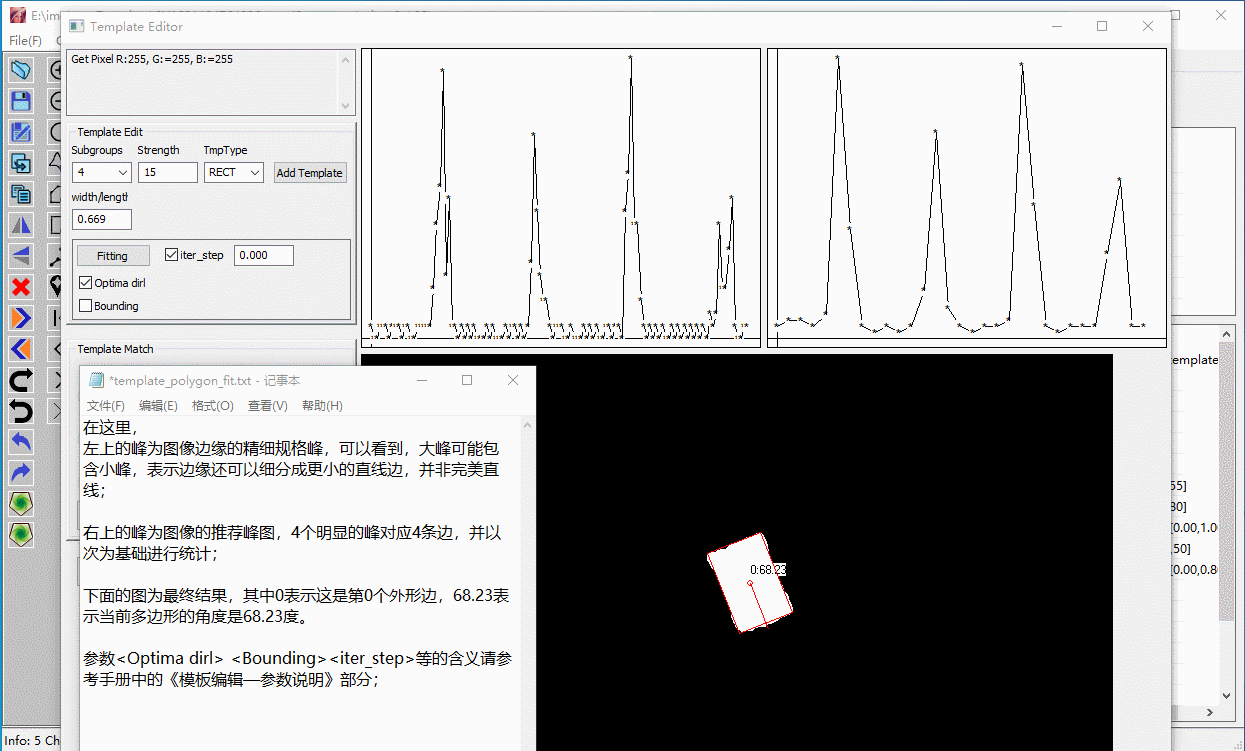 E:\im
Template Editor
File(F)
Get Pixel R:255, G:=255, B:=255
Template Edit
Subgroups Strength TmpType
4 15 RECT Add Template
width/length
0.669
Fitting iter_step 0.000
Optima dirl
Bounding
Template Match
*template_polygon_fit.txt - 记事本
文件(F) 编辑(E) 格式(O) 查看(V) 帮助(H)
在这里，
左上的峰为图像边缘的精细规格峰，可以看到，大峰可能包
含小峰，表示边缘还可以细分成更小的直线边，并非完美直
线；
右上的峰为图像的推荐峰图，4个明显的峰对应4条边，并以
次为基础进行统计；
下面的图为最终结果，其中0表示这是第0个外形边，68.23表
示当前多边形的角度是68.23度。
参数<Optima dirl> <Bounding><iter_step>等的含义请参
考手册中的《模板编辑—参数说明》部分；
0:68.23
template
55]
30]
[0.00,1.0
,50]
[0.00,0.8
Info: 5 Ch